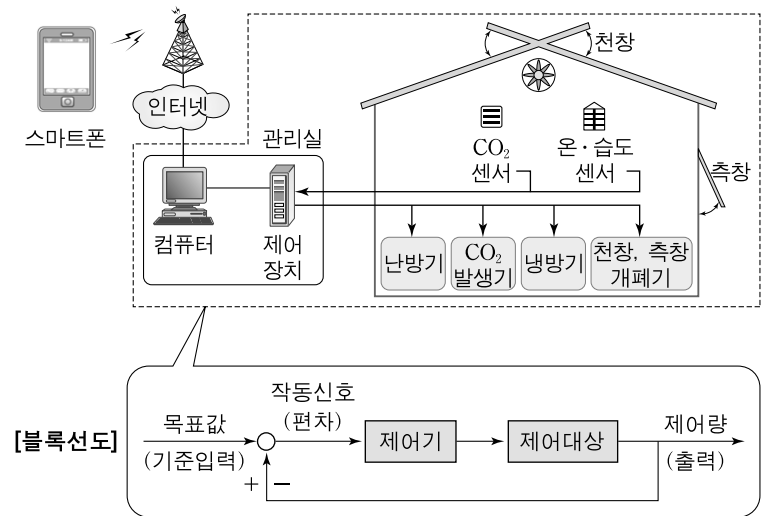 천창
인터넷
스마트폰
관리실
CO₂
센서
온·습도
센서
측창
컴퓨터
제어
장치
난방기
CO₂
발생기
냉방기
천창, 측창
개폐기
[블록선도]
목표값
(기준입력)
작동신호
(편차)
제어기
제어대상
제어량
(출력)
+ −